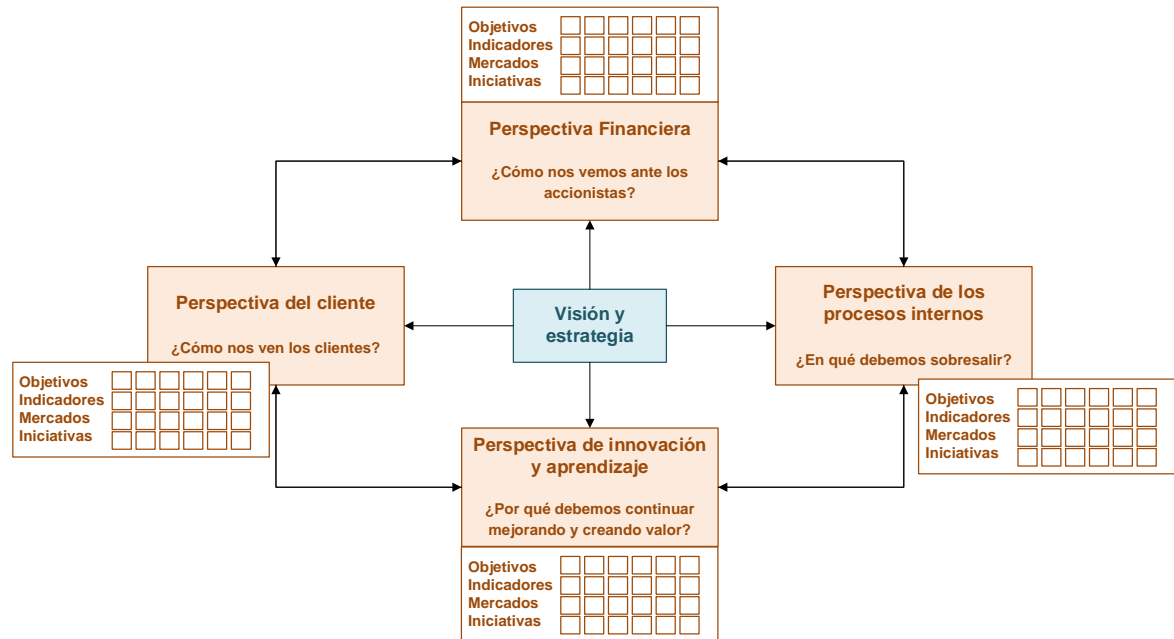 Objetivos
Indicadores
Mercados
Iniciativas
Perspectiva Financiera
¿Cómo nos vemos ante los
accionistas?
Perspectiva del cliente
¿Cómo nos ven los clientes?
Objetivos
Indicadores
Mercados
Iniciativas
Visión y
estrategia
Perspectiva de los
procesos internos
¿En qué debemos sobresalir?
Objetivos
Indicadores
Mercados
Iniciativas
Perspectiva de innovación
y aprendizaje
¿Por qué debemos continuar
mejorando y creando valor?
Objetivos
Indicadores
Mercados
Iniciativas